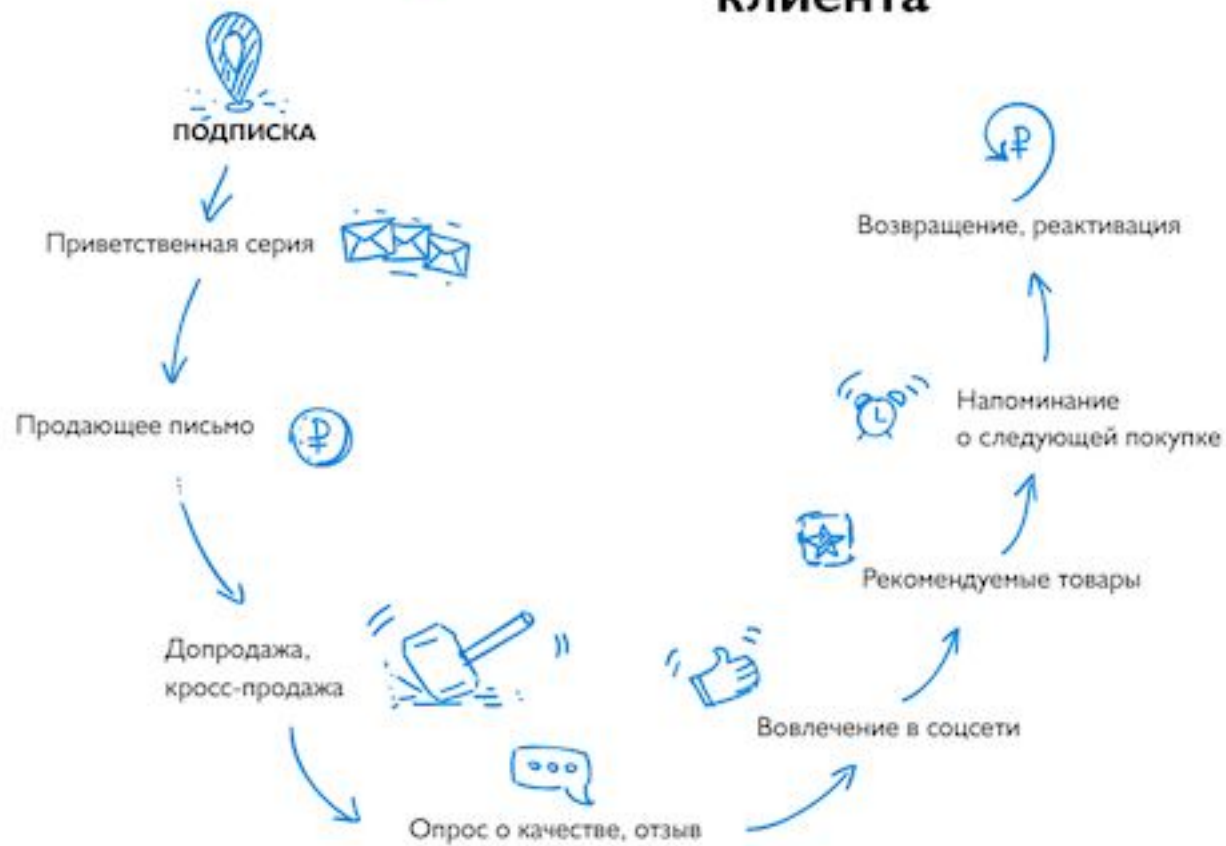 клиента
ПОДПИСКА
Приветственная серия
Продающее письмо
Допродажа,
кросс-продажа
Опрос о качестве, отзыв
Вовлечение в соцсети
Рекомендуемые товары
Напоминание
о следующей покупке
Возвращение, реактивация